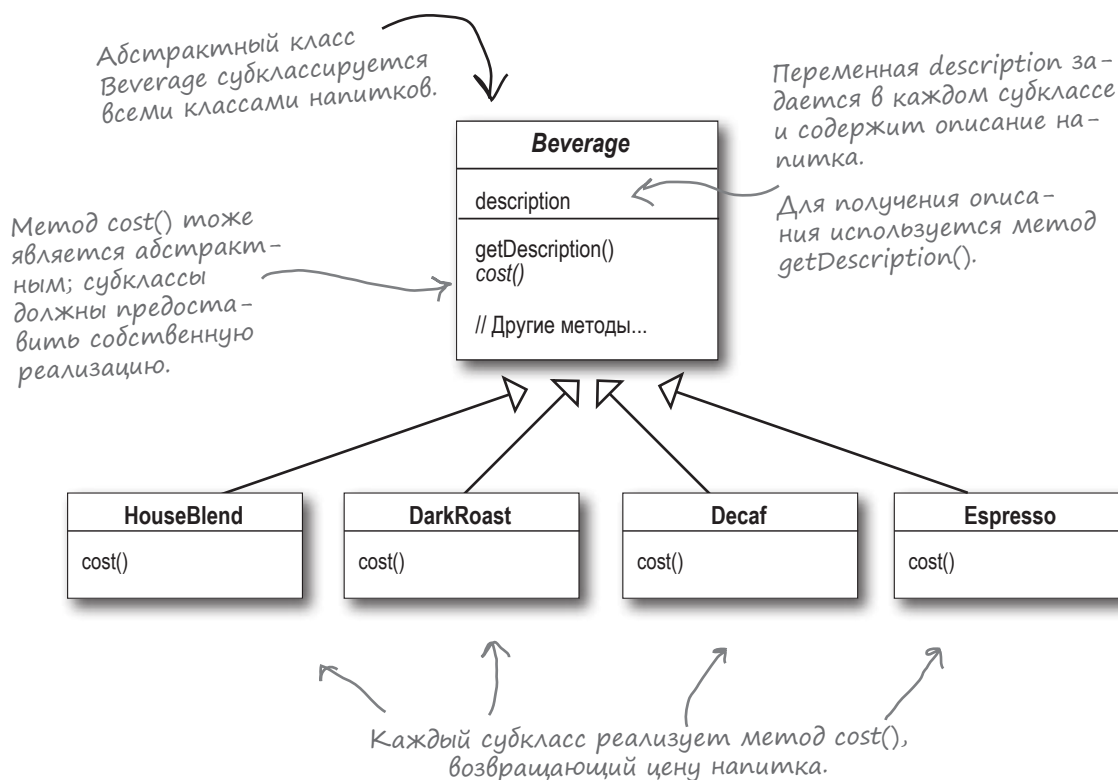 Абстрактный класс
Beverage субклассируется
всеми классами напитков.
Переменная description за-
дается в каждом субклассе
и содержит описание на-
питка.
Для получения описа-
ния используется метод
getDescription().
Метод cost() тоже
является абстракт-
ным; субклассы
должны предоста-
вить собственную
реализацию.
Beverage
description
getDescription()
cost()
// Другие методы...
HouseBlend
cost()
DarkRoast
cost()
Decaf
cost()
Espresso
cost()
Каждый субкласс реализует метод cost(),
возвращающий цену напитка.